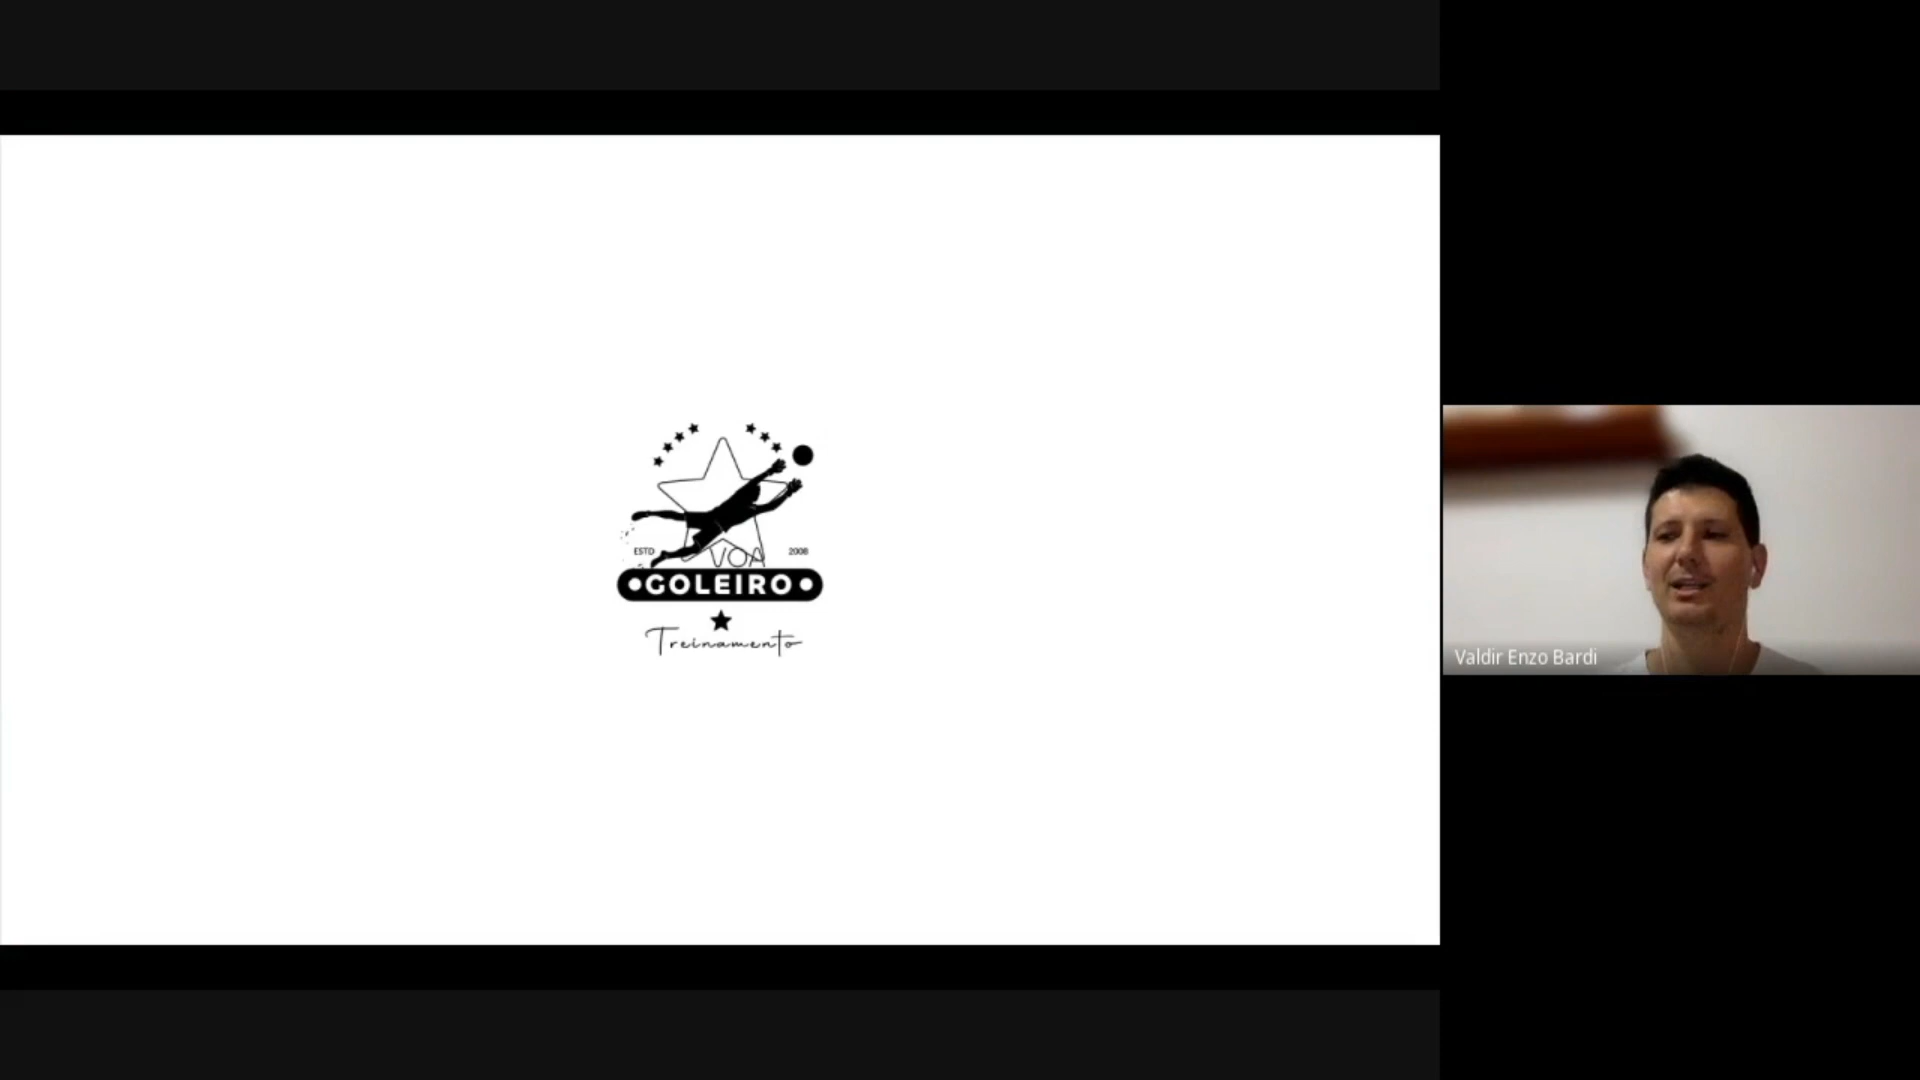 VOA
ESTD 2008
GOLEIRO
Treinamento
Valdir Enzo Bardi